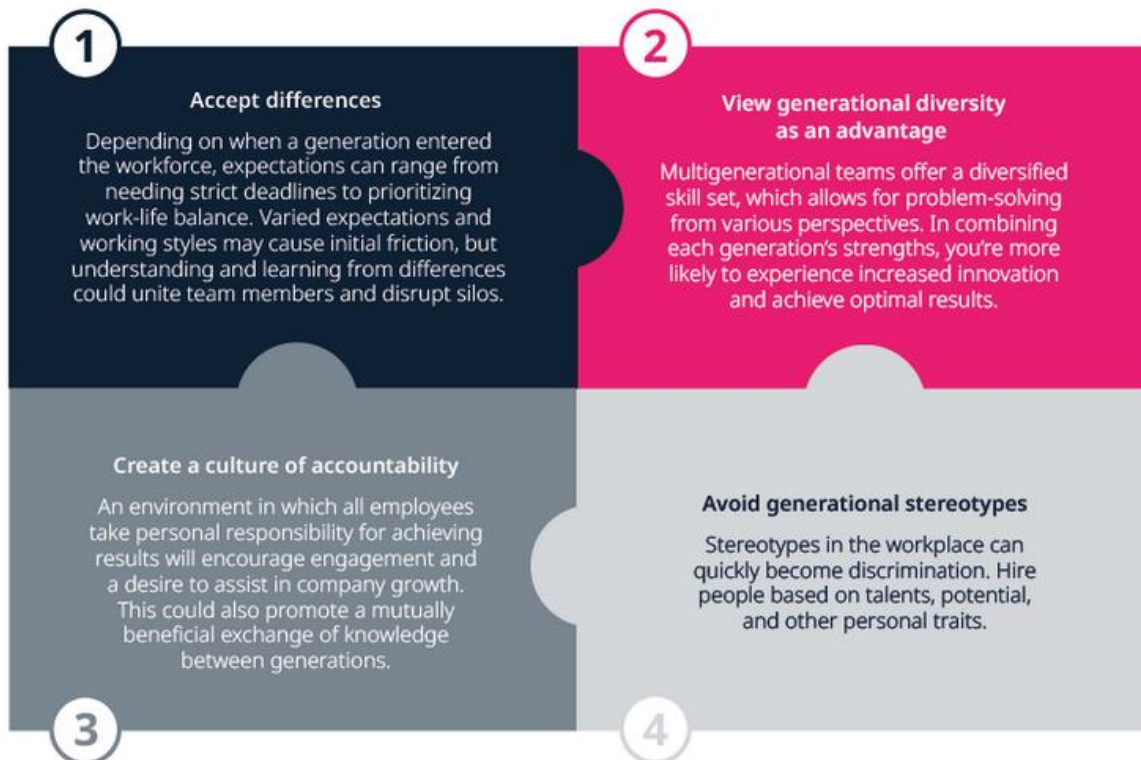 1
Accept differences
Depending on when a generation entered
the workforce, expectations can range from
needing strict deadlines to prioritizing
work-life balance. Varied expectations and
working styles may cause initial friction, but
understanding and learning from differences
could unite team members and disrupt silos.
2
View generational diversity
as an advantage
Multigenerational teams offer a diversified
skill set, which allows for problem-solving
from various perspectives. In combining
each generation's strengths, you're more
likely to experience increased innovation
and achieve optimal results.
3
Create a culture of accountability
An environment in which all employees
take personal responsibility for achieving
results will encourage engagement and
a desire to assist in company growth.
This could also promote a mutually
beneficial exchange of knowledge
between generations.
4
Avoid generational stereotypes
Stereotypes in the workplace can
quickly become discrimination. Hire
people based on talents, potential,
and other personal traits.